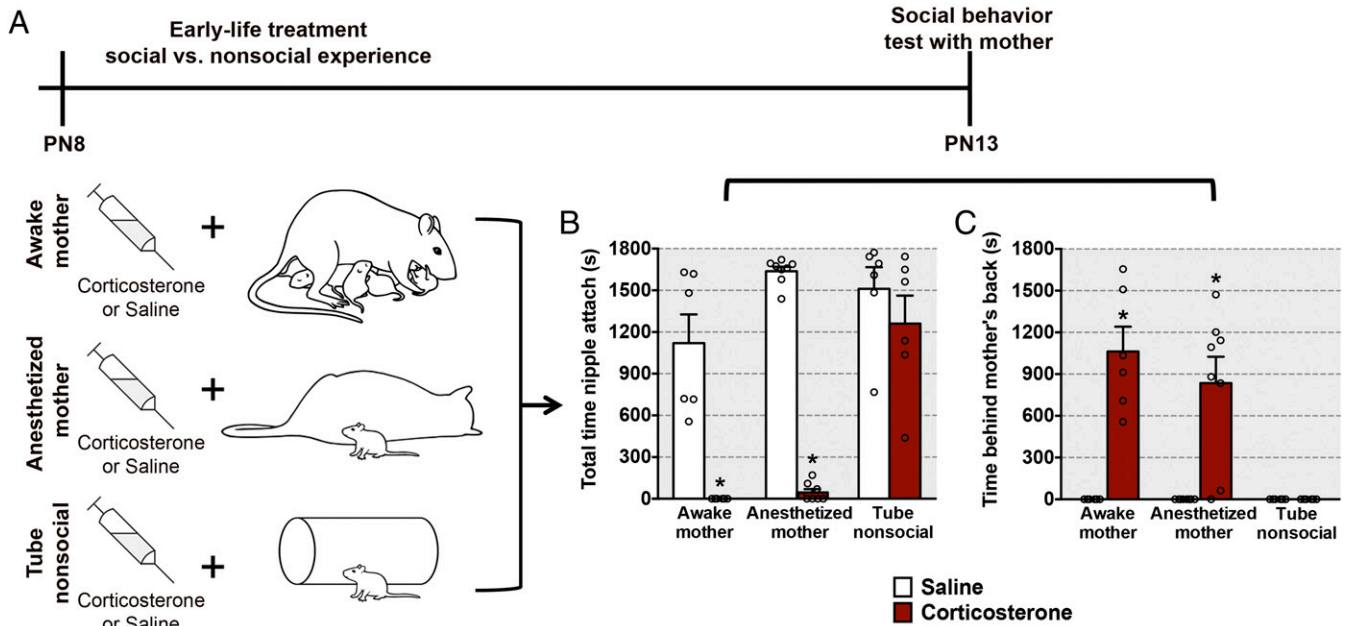 A
Early-life treatment
social vs. nonsocial experience
Social behavior
test with mother
PN8
PN13
Awake
mother
Corticosterone
or Saline
+
Anesthetized
mother
Corticosterone
or Saline
+
Tube
nonsocial
Corticosterone
or Saline
+
B
Total time nipple attach (s)
1800
1500
1200
900
600
300
0
*
*
Awake
mother
Anesthetized
mother
Tube
nonsocial
C
Time behind mother's back (s)
1800
1500
1200
900
600
300
0
*
*
Awake
mother
Anesthetized
mother
Tube
nonsocial
Saline
Corticosterone